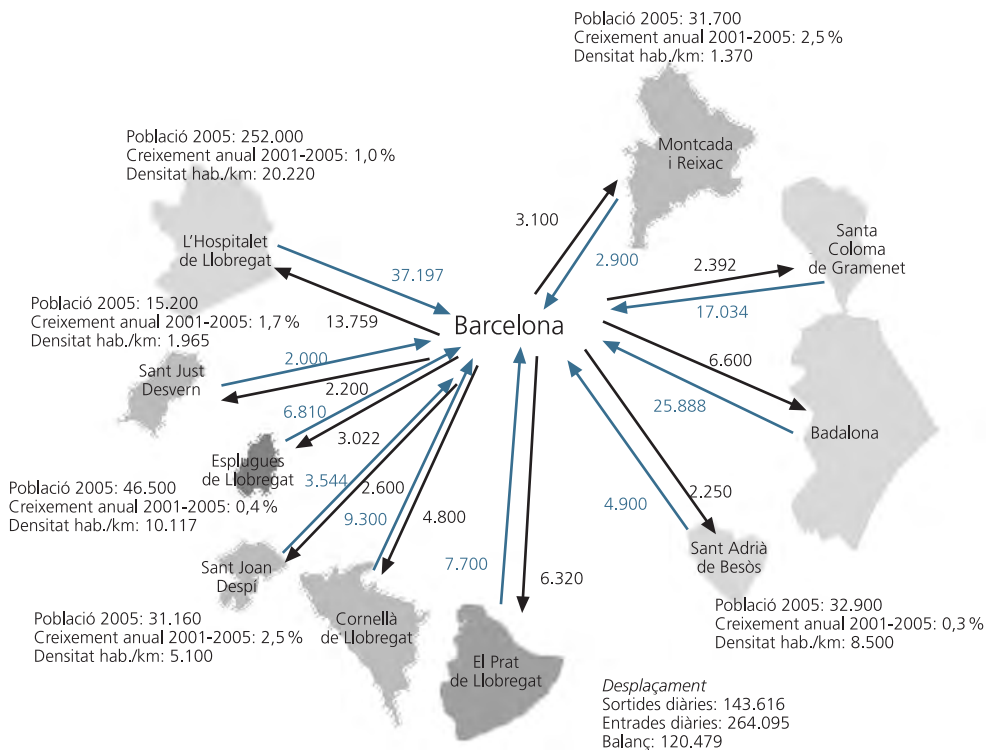 Població 2005: 31.700
Creixement anual 2001-2005: 2,5 %
Densitat hab./km: 1.370
Montcada
i Reixac
Població 2005: 252.000
Creixement anual 2001-2005: 1,0 %
Densitat hab./km: 20.220
L’Hospitalet
de Llobregat
3.100
2.900
Santa
Coloma
de Gramenet
2.392
17.034
37.197
13.759
Barcelona
Població 2005: 15.200
Creixement anual 2001-2005: 1,7 %
Densitat hab./km: 1.965
Sant Just
Desvern
2.000
2.200
6.600
25.888
Badalona
6.810
3.022
Esplugues
de Llobregat
Població 2005: 46.500
Creixement anual 2001-2005: 0,4 %
Densitat hab./km: 10.117
3.544
2.600
9.300
4.800
7.700
6.320
4.900
2.250
Sant Adrià
de Besòs
Població 2005: 32.900
Creixement anual 2001-2005: 0,3 %
Densitat hab./km: 8.500
Sant Joan
Despí
Població 2005: 31.160
Creixement anual 2001-2005: 2,5 %
Densitat hab./km: 5.100
Cornellà
de Llobregat
El Prat
de Llobregat
Desplaçament
Sortides diàries: 143.616
Entrades diàries: 264.095
Balanç: 120.479